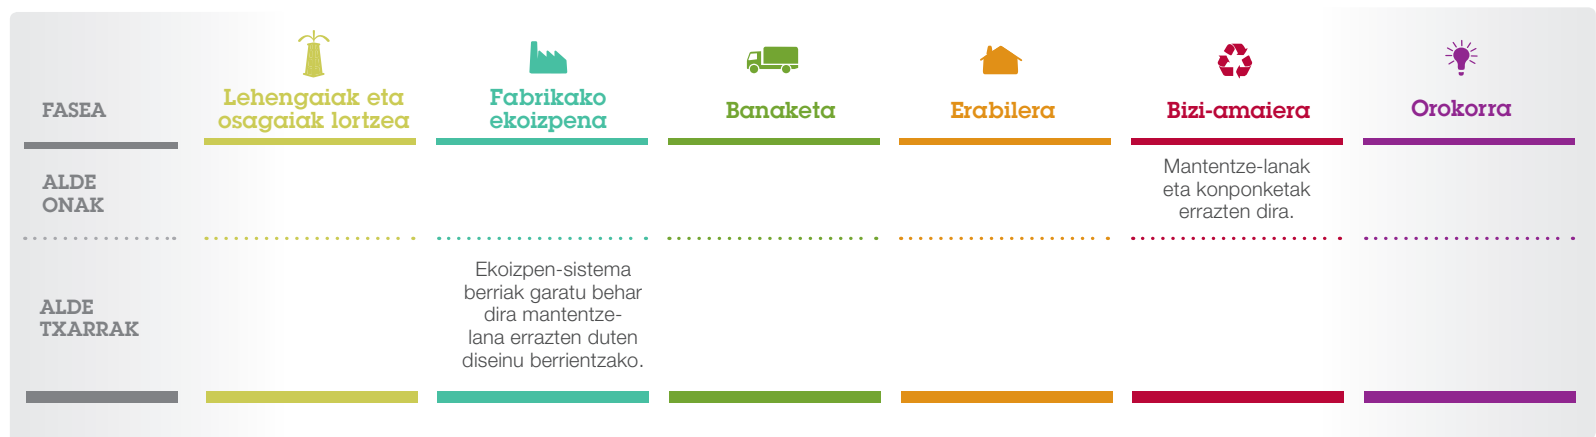 FASEA
Lehengaiak eta
osagaiak lortzea
Fabrikako
ekoizpena
Banaketa
Erabilera
Bizi-amaiera
Orokorra
ALDE
ONAK
Mantentze-lanak
eta konponketak
errazten dira.
ALDE
TXARRAK
Ekoizpen-sistema
berriak garatu behar
dira mantentze-
lana errazten duten
diseinu berrientzako.